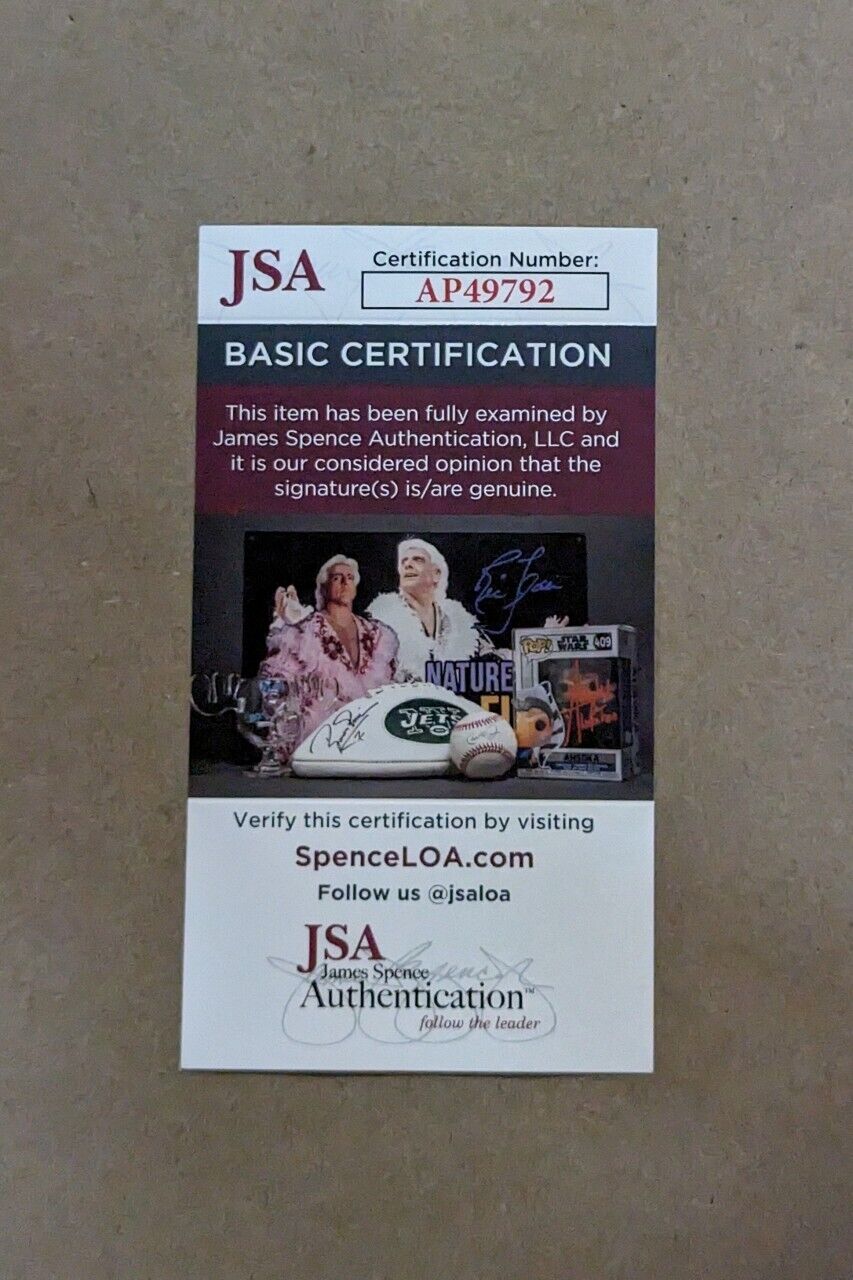 JSA
Certification Number:
AP49792
BASIC CERTIFICATION
This item has been fully examined by
James Spence Authentication, LLC and
it is our considered opinion that the
signature(s) is/are genuine.
NATURE
JETS
POP!
STAR
WARS
409
AHSOKA
Verify this certification by visiting
SpenceLOA.com
Follow us @jsaloa
JSA
James Spence
Authentication™
follow the leader